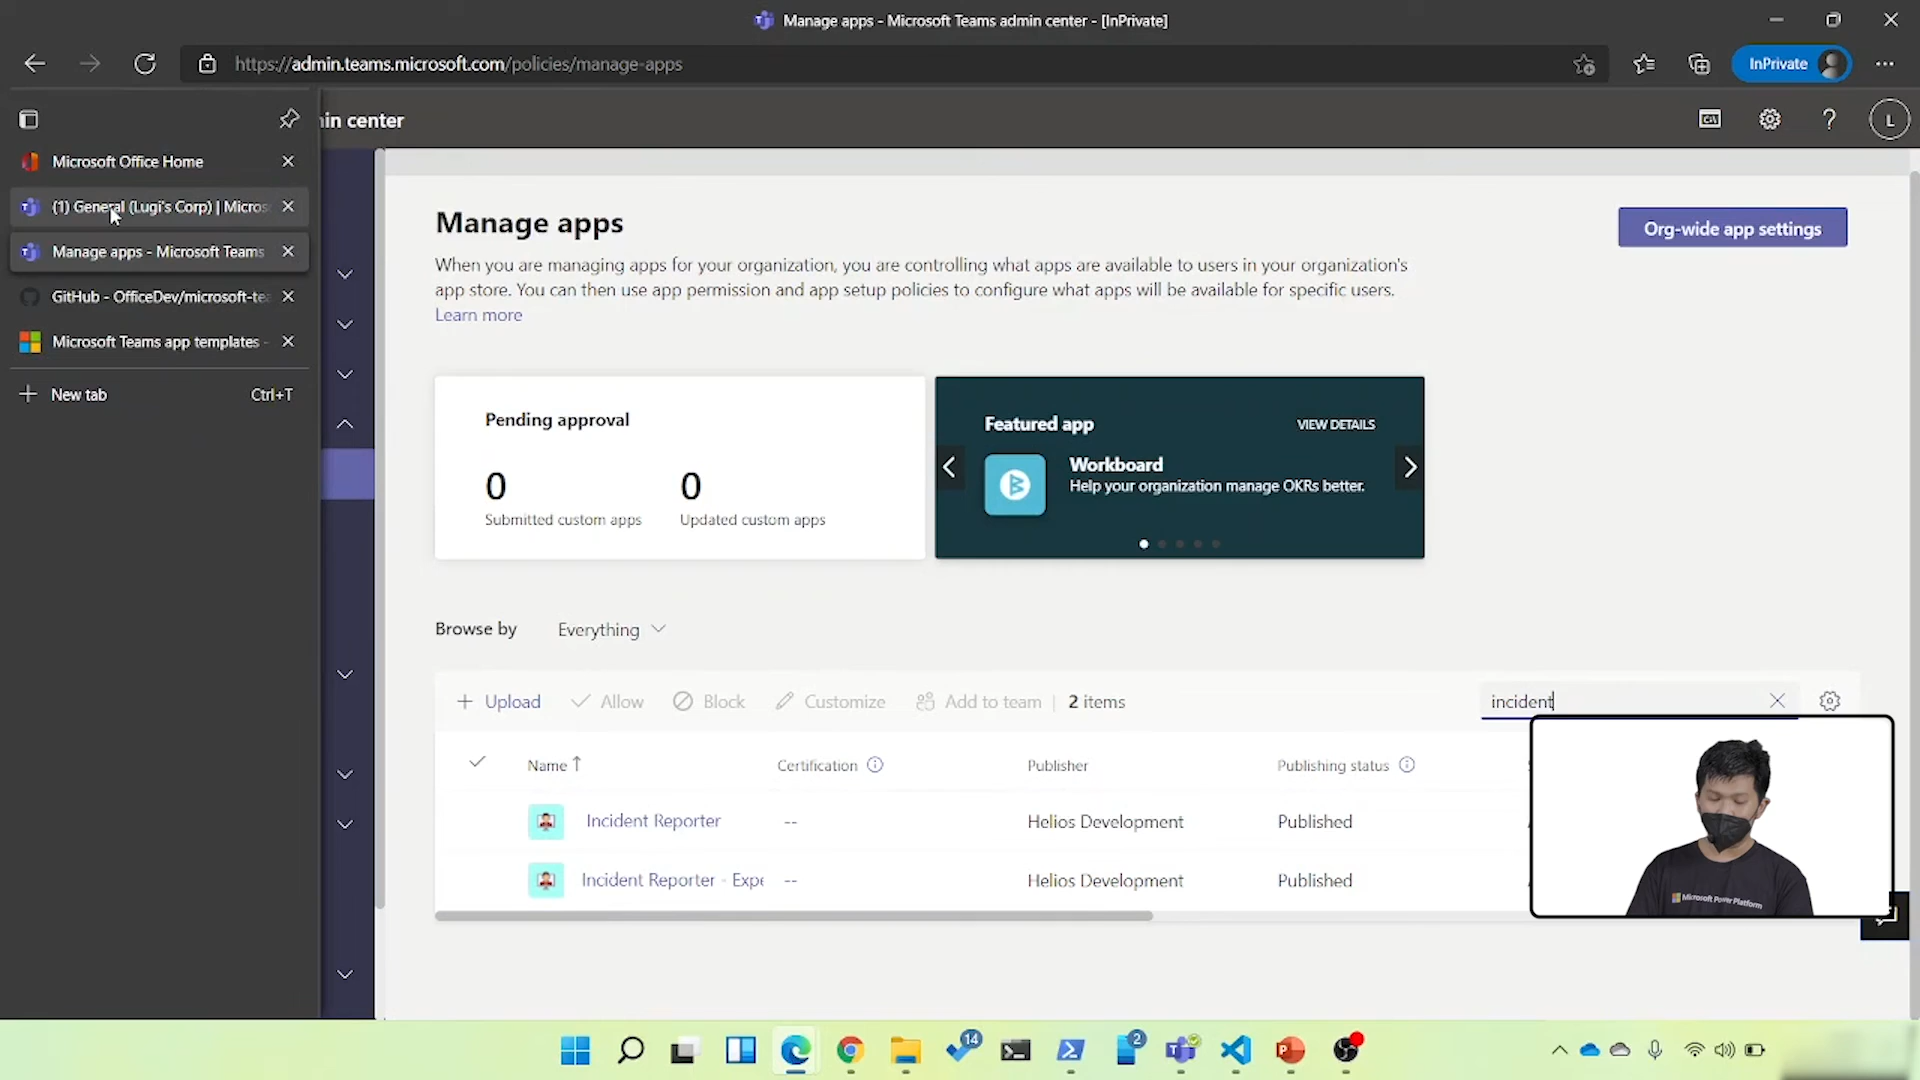 Manage apps - Microsoft Teams admin center - [InPrivate]
https://admin.teams.microsoft.com/policies/manage-apps
InPrivate
in center
L
Microsoft Office Home
(1) General (Lugi's Corp) | Micros
Manage apps - Microsoft Teams
GitHub - OfficeDev/microsoft-tea
Microsoft Teams app templates -
New tab Ctrl+T
Manage apps
Org-wide app settings
When you are managing apps for your organization, you are controlling what apps are available to users in your organization's
app store. You can then use app permission and app setup policies to configure what apps will be available for specific users.
Learn more
Pending approval
0 0
Submitted custom apps Updated custom apps
Featured app VIEW DETAILS
Workboard
Help your organization manage OKRs better.
Browse by Everything
+ Upload Allow Block Customize Add to team | 2 items incident
Name ↑ Certification Publisher Publishing status
Incident Reporter -- Helios Development Published
Incident Reporter - Expe -- Helios Development Published
Microsoft Power Platform
14
2